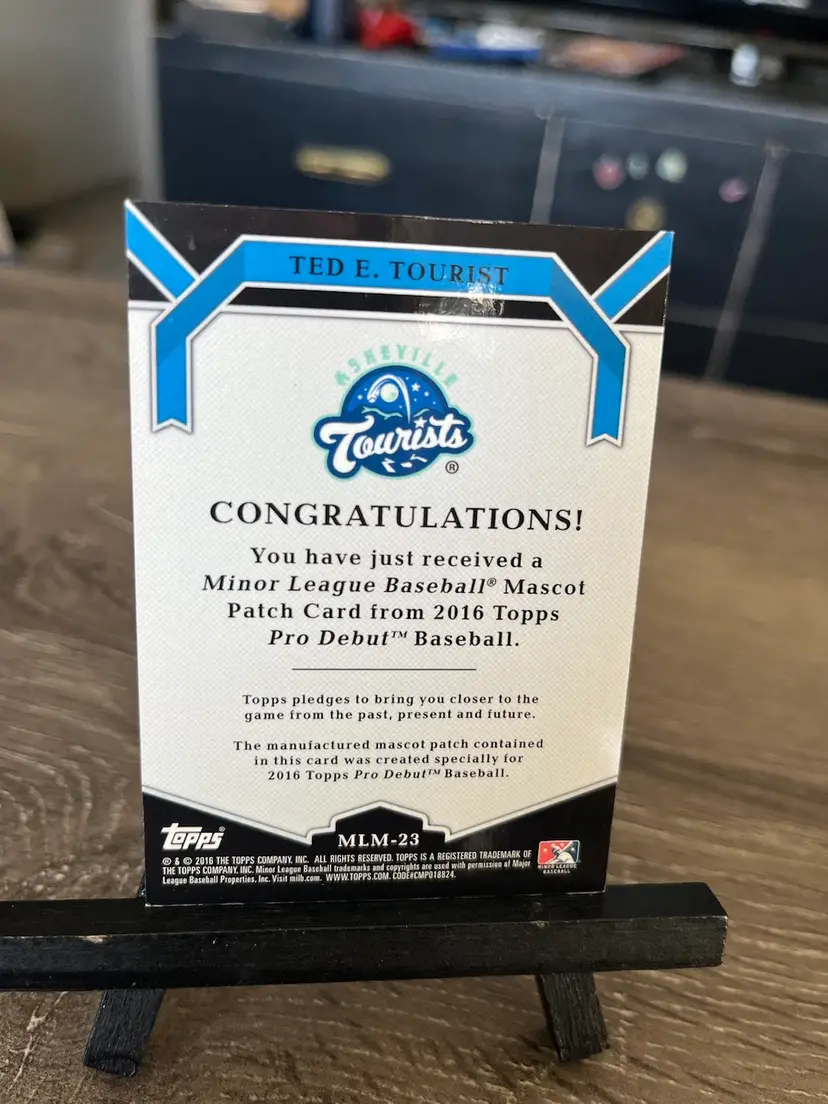 TED E. TOURIST
ASHEVILLE
Tourists
®
CONGRATULATIONS!
You have just received a
Minor League Baseball® Mascot
Patch Card from 2016 Topps
Pro Debut™ Baseball.
Topps pledges to bring you closer to the
game from the past, present and future.
The manufactured mascot patch contained
in this card was created specially for
2016 Topps Pro Debut™ Baseball.
topps®
MLM-23
® & © 2016 THE TOPPS COMPANY, INC. ALL RIGHTS RESERVED. TOPPS IS A REGISTERED TRADEMARK OF
THE TOPPS COMPANY, INC. Minor League Baseball trademarks and copyrights are used with permission of Major
League Baseball Properties, Inc. Visit milb.com. WWW.TOPPS.COM. CODE#CMP018824.
MINOR LEAGUE
BASEBALL